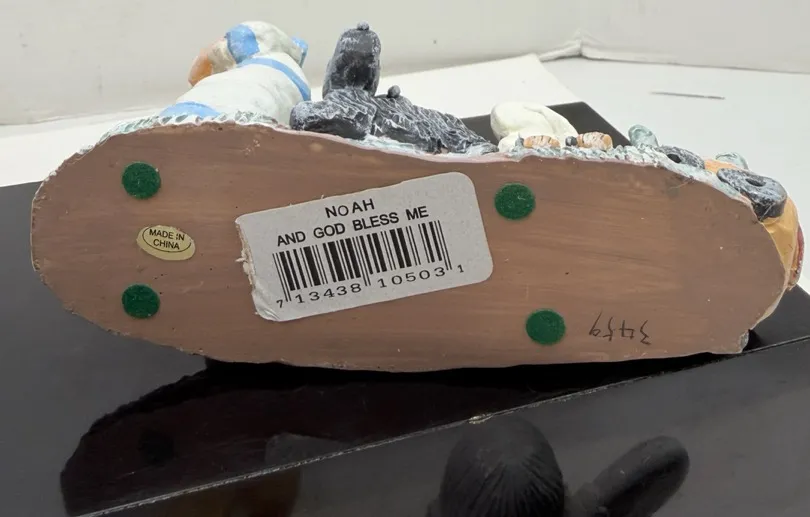 NOAH
AND GOD BLESS ME
7 13438 10503 1
MADE IN
CHINA
3459